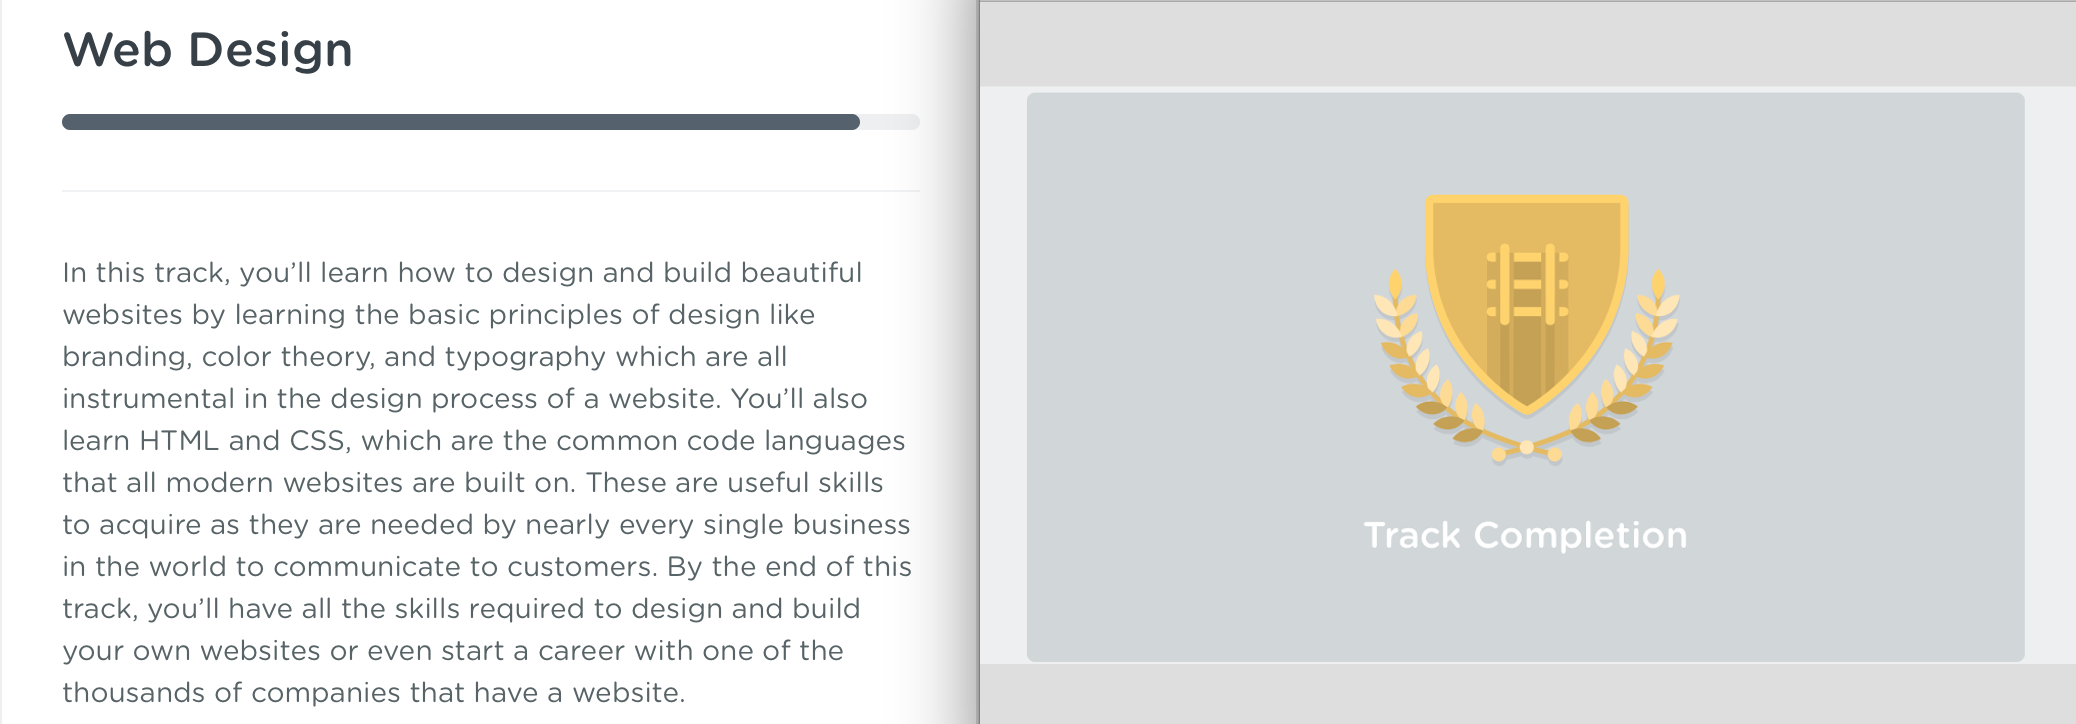 Web Design
In this track, you’ll learn how to design and build beautiful
websites by learning the basic principles of design like
branding, color theory, and typography which are all
instrumental in the design process of a website. You’ll also
learn HTML and CSS, which are the common code languages
that all modern websites are built on. These are useful skills
to acquire as they are needed by nearly every single business
in the world to communicate to customers. By the end of this
track, you’ll have all the skills required to design and build
your own websites or even start a career with one of the
thousands of companies that have a website.
Track Completion